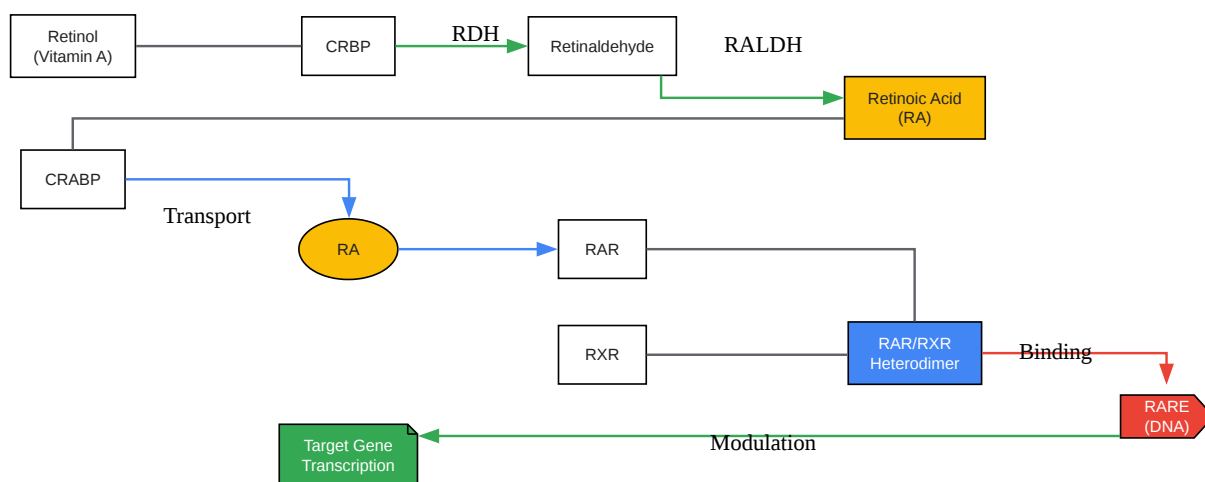 Retinol
(Vitamin A)
CRBP
RDH
Retinaldehyde
RALDH
Retinoic Acid
(RA)
CRABP
Transport
RA
RAR
RXR
RAR/RXR
Heterodimer
Binding
RARE
(DNA)
Modulation
Target Gene
Transcription